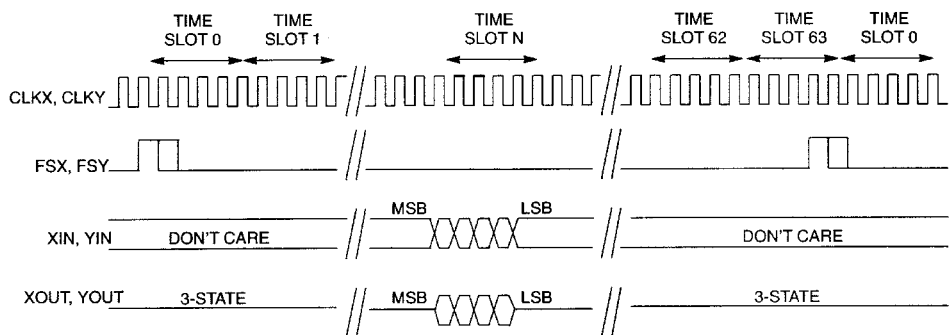 TIME SLOT 0
TIME SLOT 1
TIME SLOT N
TIME SLOT 62
TIME SLOT 63
TIME SLOT 0
CLKX, CLKY
FSX, FSY
XIN, YIN
DON'T CARE
MSB
LSB
DON'T CARE
XOUT, YOUT
3-STATE
MSB
LSB
3-STATE